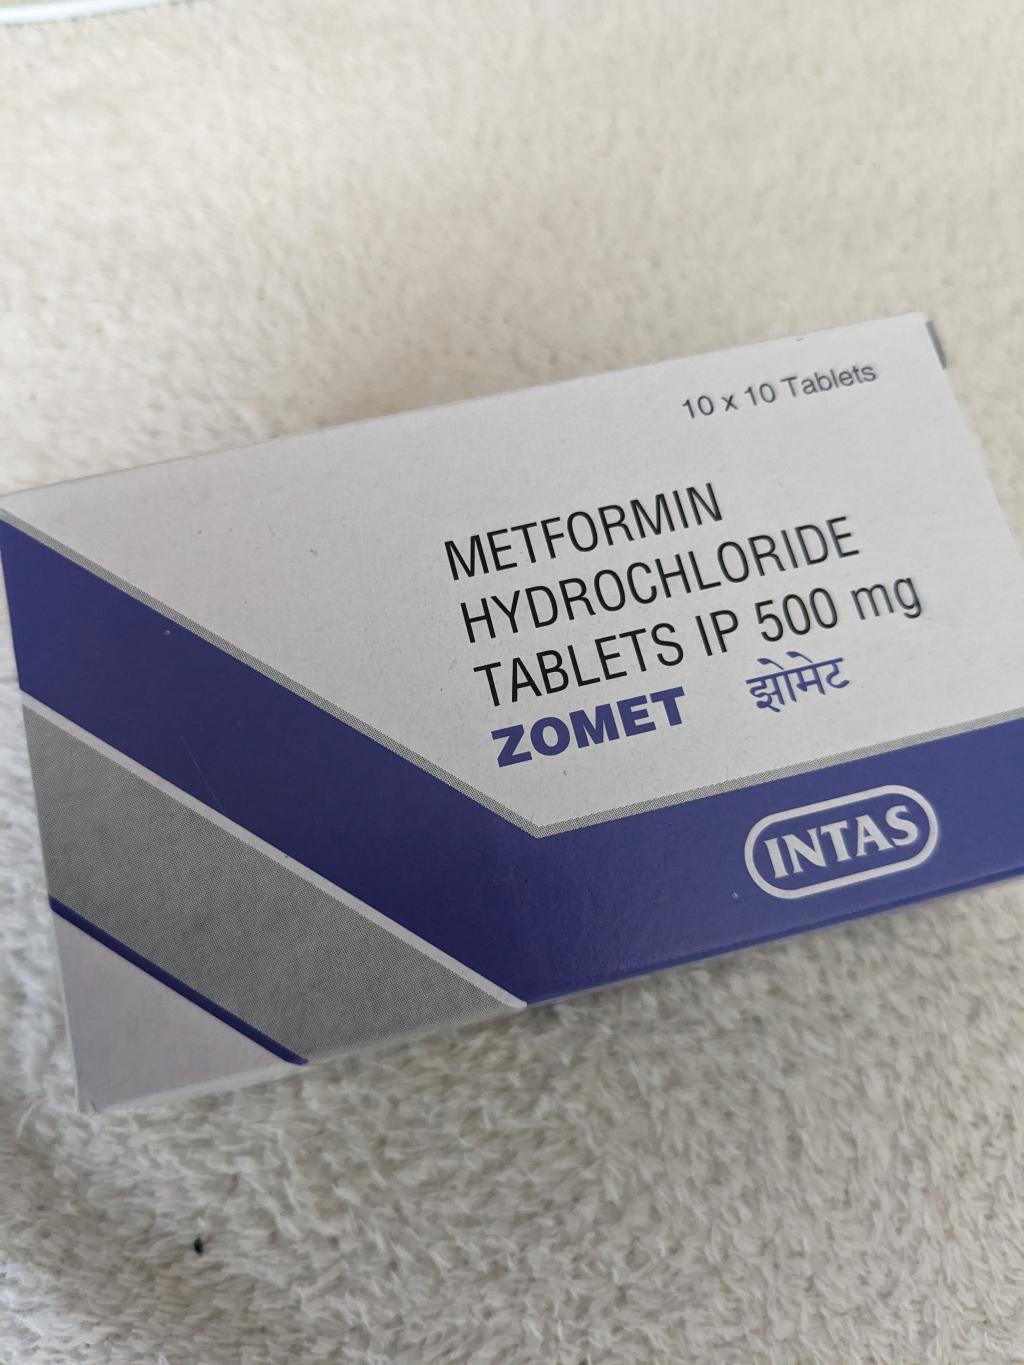 10 x 10 Tablets
METFORMIN
HYDROCHLORIDE
TABLETS IP 500 mg
ZOMET झोमेट
INTAS